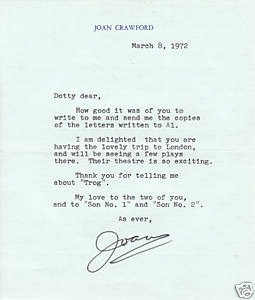 JOAN CRAWFORD
March 8, 1972
Dotty dear,
How good it was of you to
write to me and send me the copies
of the letters written to Al.
I am delighted that you are
having the lovely trip to London,
and will be seeing a few plays
there. Their theatre is so exciting.
Thank you for telling me
about "Trog".
My love to the two of you,
and to "Son No. 1" and "Son No. 2".
As ever,
Joan